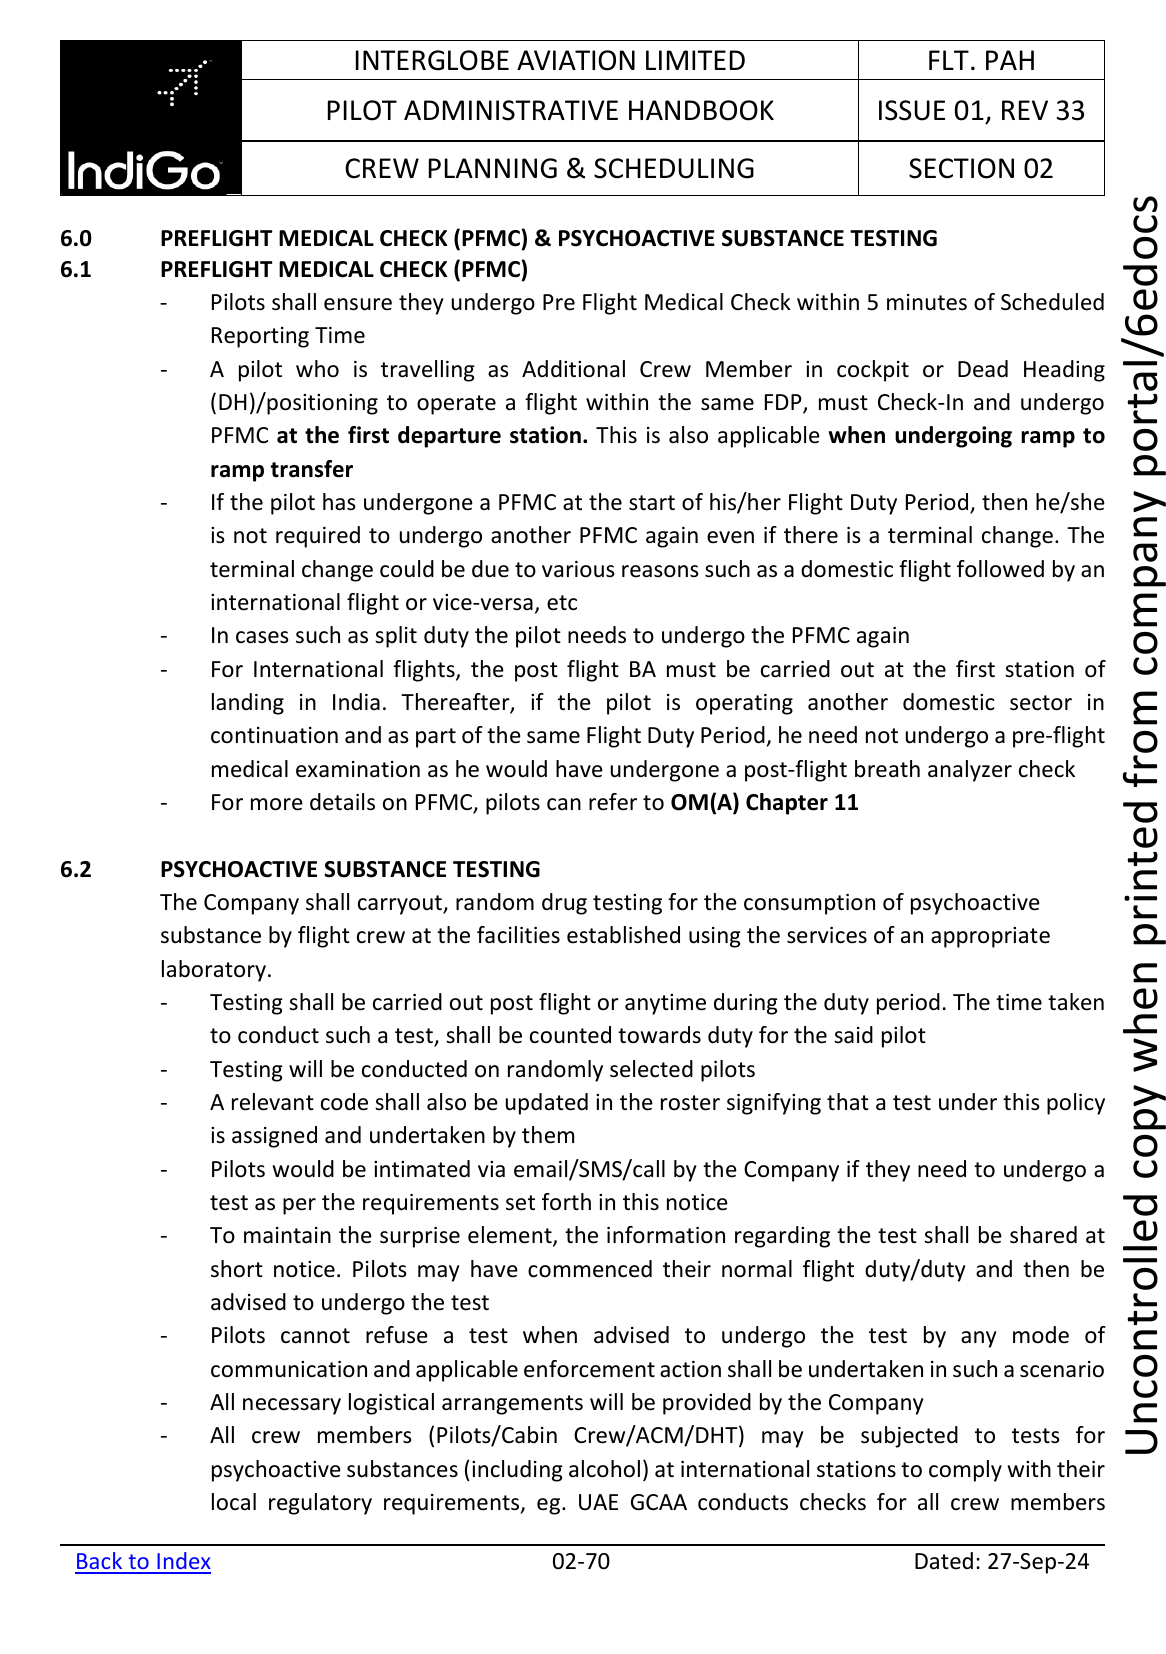 INTERGLOBE AVIATION LIMITED
FLT. PAH
PILOT ADMINISTRATIVE HANDBOOK
ISSUE 01, REV 33
IndiGo
CREW PLANNING & SCHEDULING
SECTION 02
6.0 PREFLIGHT MEDICAL CHECK (PFMC) & PSYCHOACTIVE SUBSTANCE TESTING
6.1 PREFLIGHT MEDICAL CHECK (PFMC)
- Pilots shall ensure they undergo Pre Flight Medical Check within 5 minutes of Scheduled
Reporting Time
- A pilot who is travelling as Additional Crew Member in cockpit or Dead Heading
(DH)/positioning to operate a flight within the same FDP, must Check-In and undergo
PFMC at the first departure station. This is also applicable when undergoing ramp to
ramp transfer
- If the pilot has undergone a PFMC at the start of his/her Flight Duty Period, then he/she
is not required to undergo another PFMC again even if there is a terminal change. The
terminal change could be due to various reasons such as a domestic flight followed by an
international flight or vice-versa, etc
- In cases such as split duty the pilot needs to undergo the PFMC again
- For International flights, the post flight BA must be carried out at the first station of
landing in India. Thereafter, if the pilot is operating another domestic sector in
continuation and as part of the same Flight Duty Period, he need not undergo a pre-flight
medical examination as he would have undergone a post-flight breath analyzer check
- For more details on PFMC, pilots can refer to OM(A) Chapter 11
6.2 PSYCHOACTIVE SUBSTANCE TESTING
The Company shall carryout, random drug testing for the consumption of psychoactive
substance by flight crew at the facilities established using the services of an appropriate
laboratory.
- Testing shall be carried out post flight or anytime during the duty period. The time taken
to conduct such a test, shall be counted towards duty for the said pilot
- Testing will be conducted on randomly selected pilots
- A relevant code shall also be updated in the roster signifying that a test under this policy
is assigned and undertaken by them
- Pilots would be intimated via email/SMS/call by the Company if they need to undergo a
test as per the requirements set forth in this notice
- To maintain the surprise element, the information regarding the test shall be shared at
short notice. Pilots may have commenced their normal flight duty/duty and then be
advised to undergo the test
- Pilots cannot refuse a test when advised to undergo the test by any mode of
communication and applicable enforcement action shall be undertaken in such a scenario
- All necessary logistical arrangements will be provided by the Company
- All crew members (Pilots/Cabin Crew/ACM/DHT) may be subjected to tests for
psychoactive substances (including alcohol) at international stations to comply with their
local regulatory requirements, eg. UAE GCAA conducts checks for all crew members
Back to Index
02-70
Dated: 27-Sep-24
Uncontrolled copy when printed from company portal/6edocs